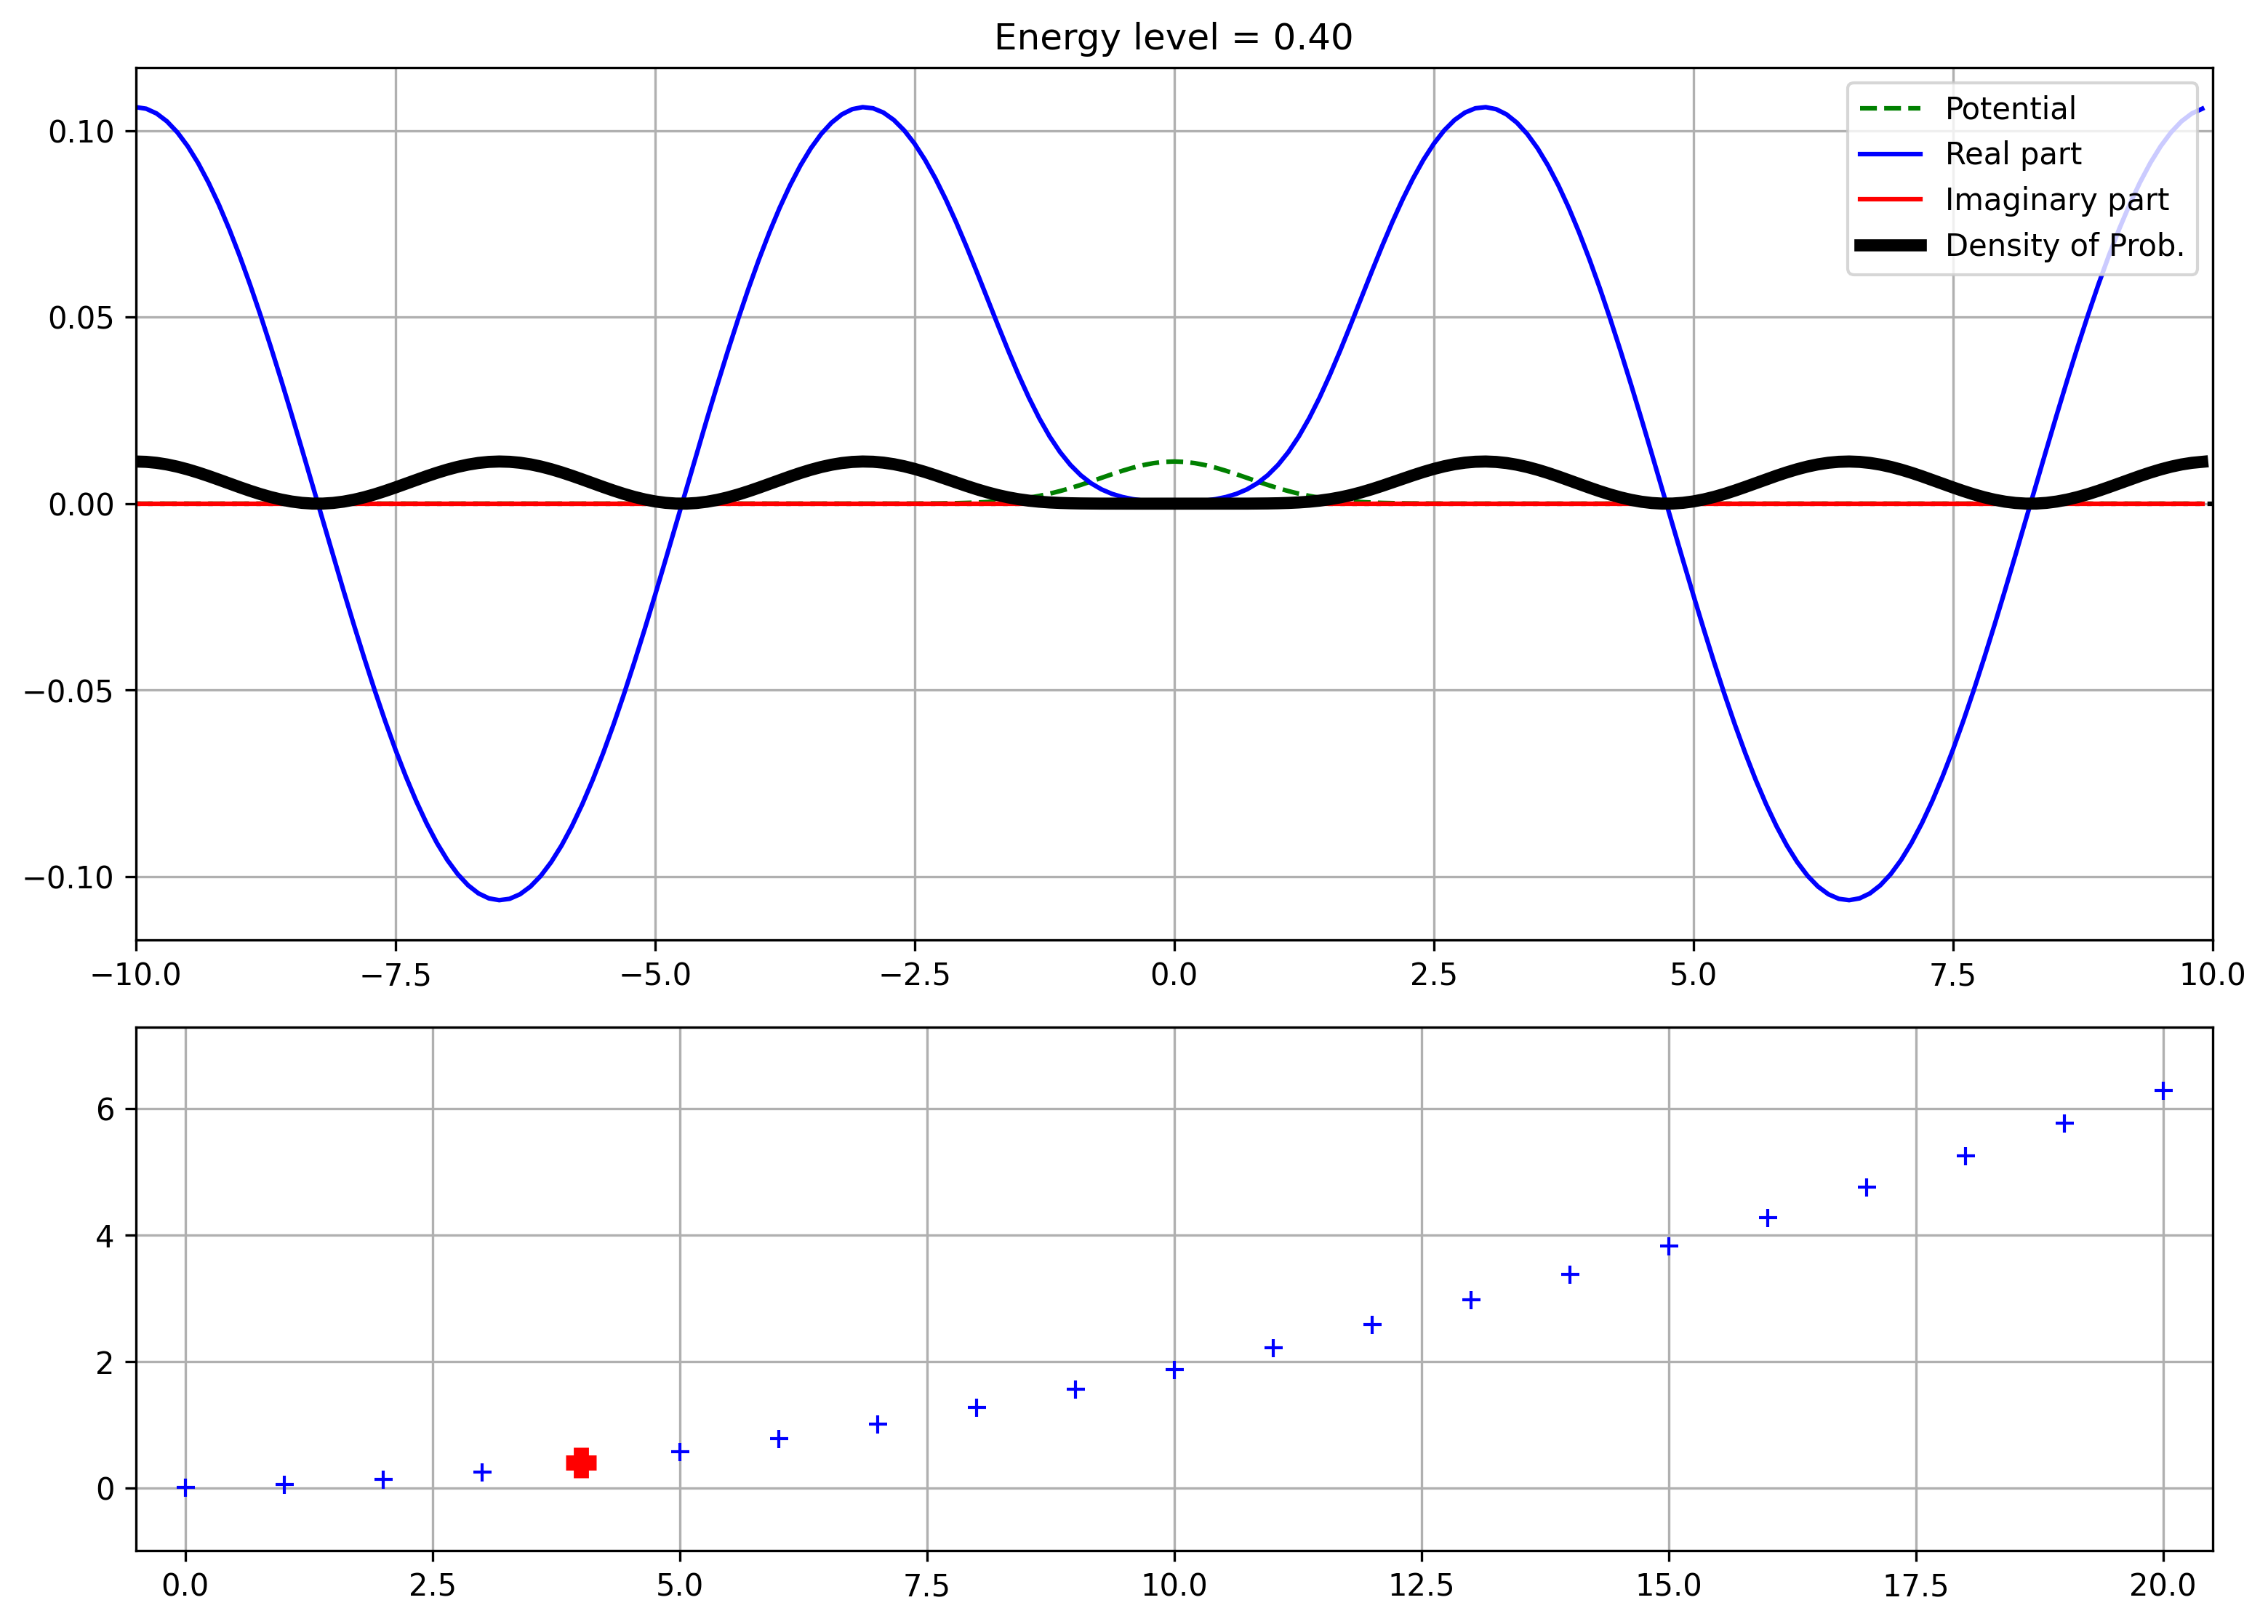 Energy level = 0.40
Potential
Real part
Imaginary part
Density of Prob.
0.10
0.05
0.00
−0.05
−0.10
−10.0 −7.5 −5.0 −2.5 0.0 2.5 5.0 7.5 10.0
6
4
2
0
0.0 2.5 5.0 7.5 10.0 12.5 15.0 17.5 20.0